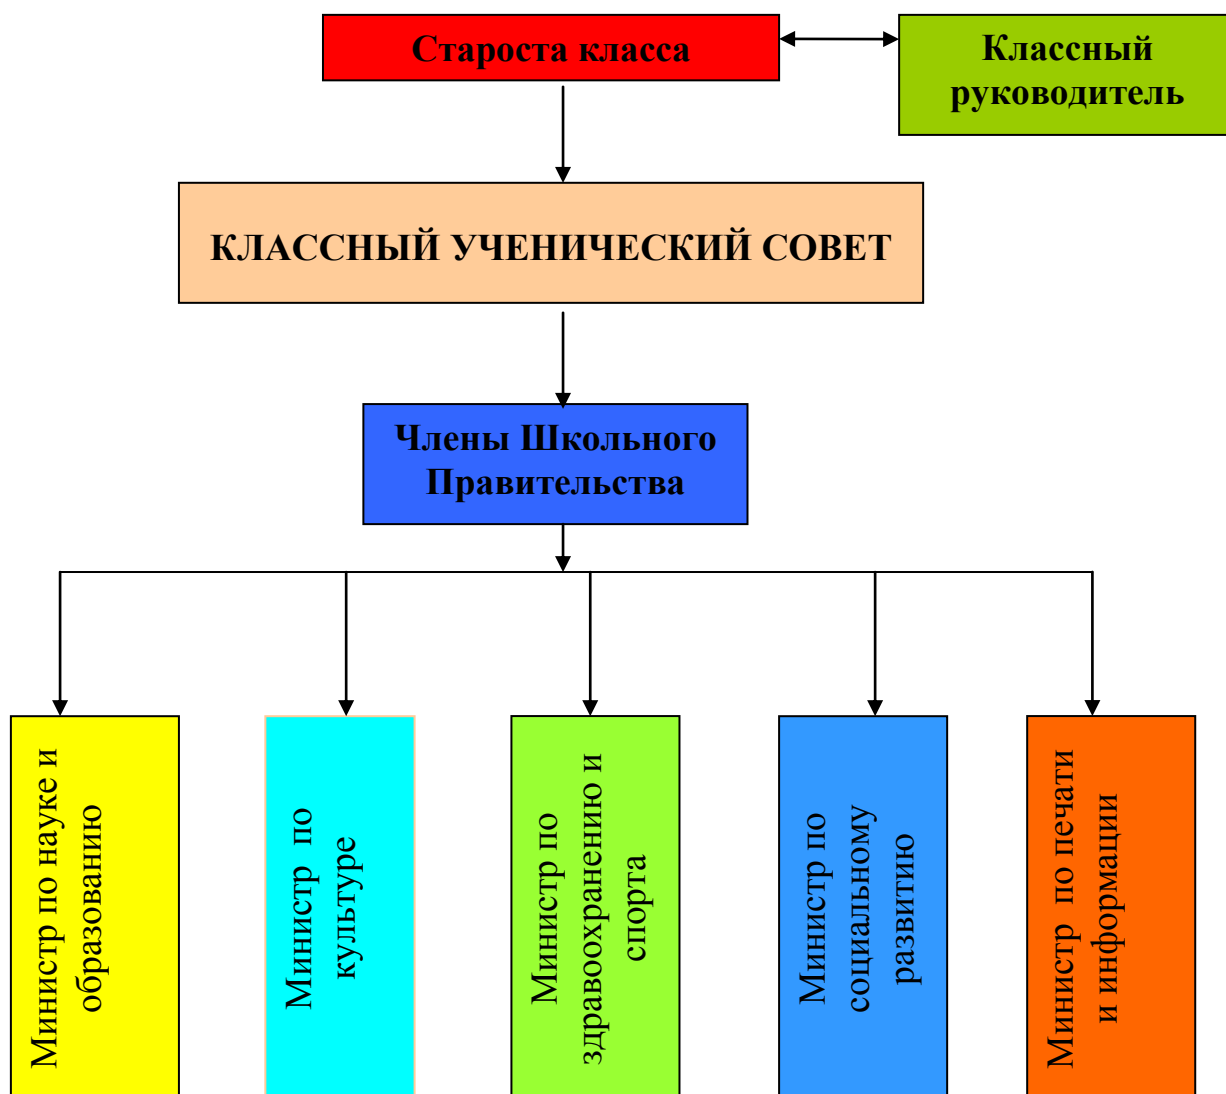 Староста класса
Классный
руководитель
КЛАССНЫЙ УЧЕНИЧЕСКИЙ СОВЕТ
Члены Школьного
Правительства
Министр по науке и
образованию
Министр по
культуре
Министр по
здравоохранению и
спорта
Министр по
социальному
развитию
Министр по печати
и информации